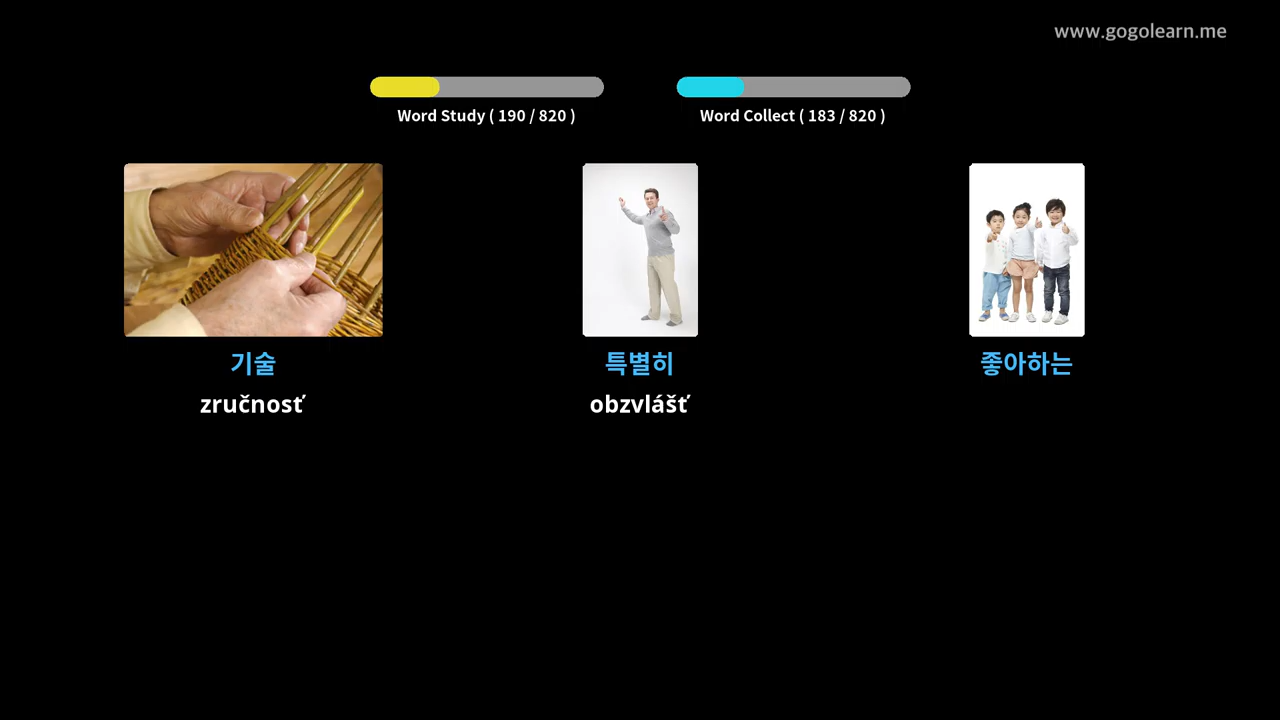 www.gogolearn.me
Word Study ( 190 / 820 )
Word Collect ( 183 / 820 )
기술
zručnosť
특별히
obzvlášť
좋아하는